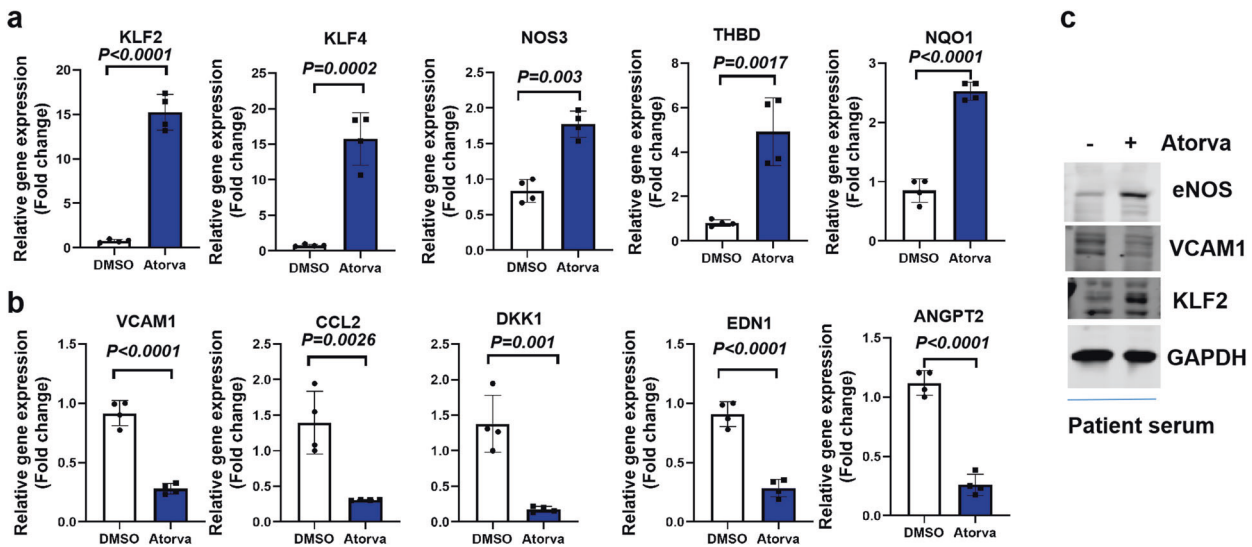 a
KLF2
P<0.0001
Relative gene expression
(Fold change)
20
15
10
5
0
DMSO Atorva
KLF4
P=0.0002
Relative gene expression
(Fold change)
25
20
15
10
5
0
DMSO Atorva
NOS3
P=0.003
Relative gene expression
(Fold change)
2.5
2.0
1.5
1.0
0.5
0.0
DMSO Atorva
THBD
P=0.0017
Relative gene expression
(Fold change)
8
6
4
2
0
DMSO Atorva
NQO1
P<0.0001
Relative gene expression
(Fold change)
3
2
1
0
DMSO Atorva
b
VCAM1
P<0.0001
Relative gene expression
(Fold change)
1.5
1.0
0.5
0.0
DMSO Atorva
CCL2
P=0.0026
Relative gene expression
(Fold change)
2.5
2.0
1.5
1.0
0.5
0.0
DMSO Atorva
DKK1
P=0.001
Relative gene expression
(Fold change)
2.5
2.0
1.5
1.0
0.5
0.0
DMSO Atorva
EDN1
P<0.0001
Relative gene expression
(Fold change)
1.5
1.0
0.5
0.0
DMSO Atorva
ANGPT2
P<0.0001
Relative gene expression
(Fold change)
1.5
1.0
0.5
0.0
DMSO Atorva
c
- + Atorva
eNOS
VCAM1
KLF2
GAPDH
Patient serum